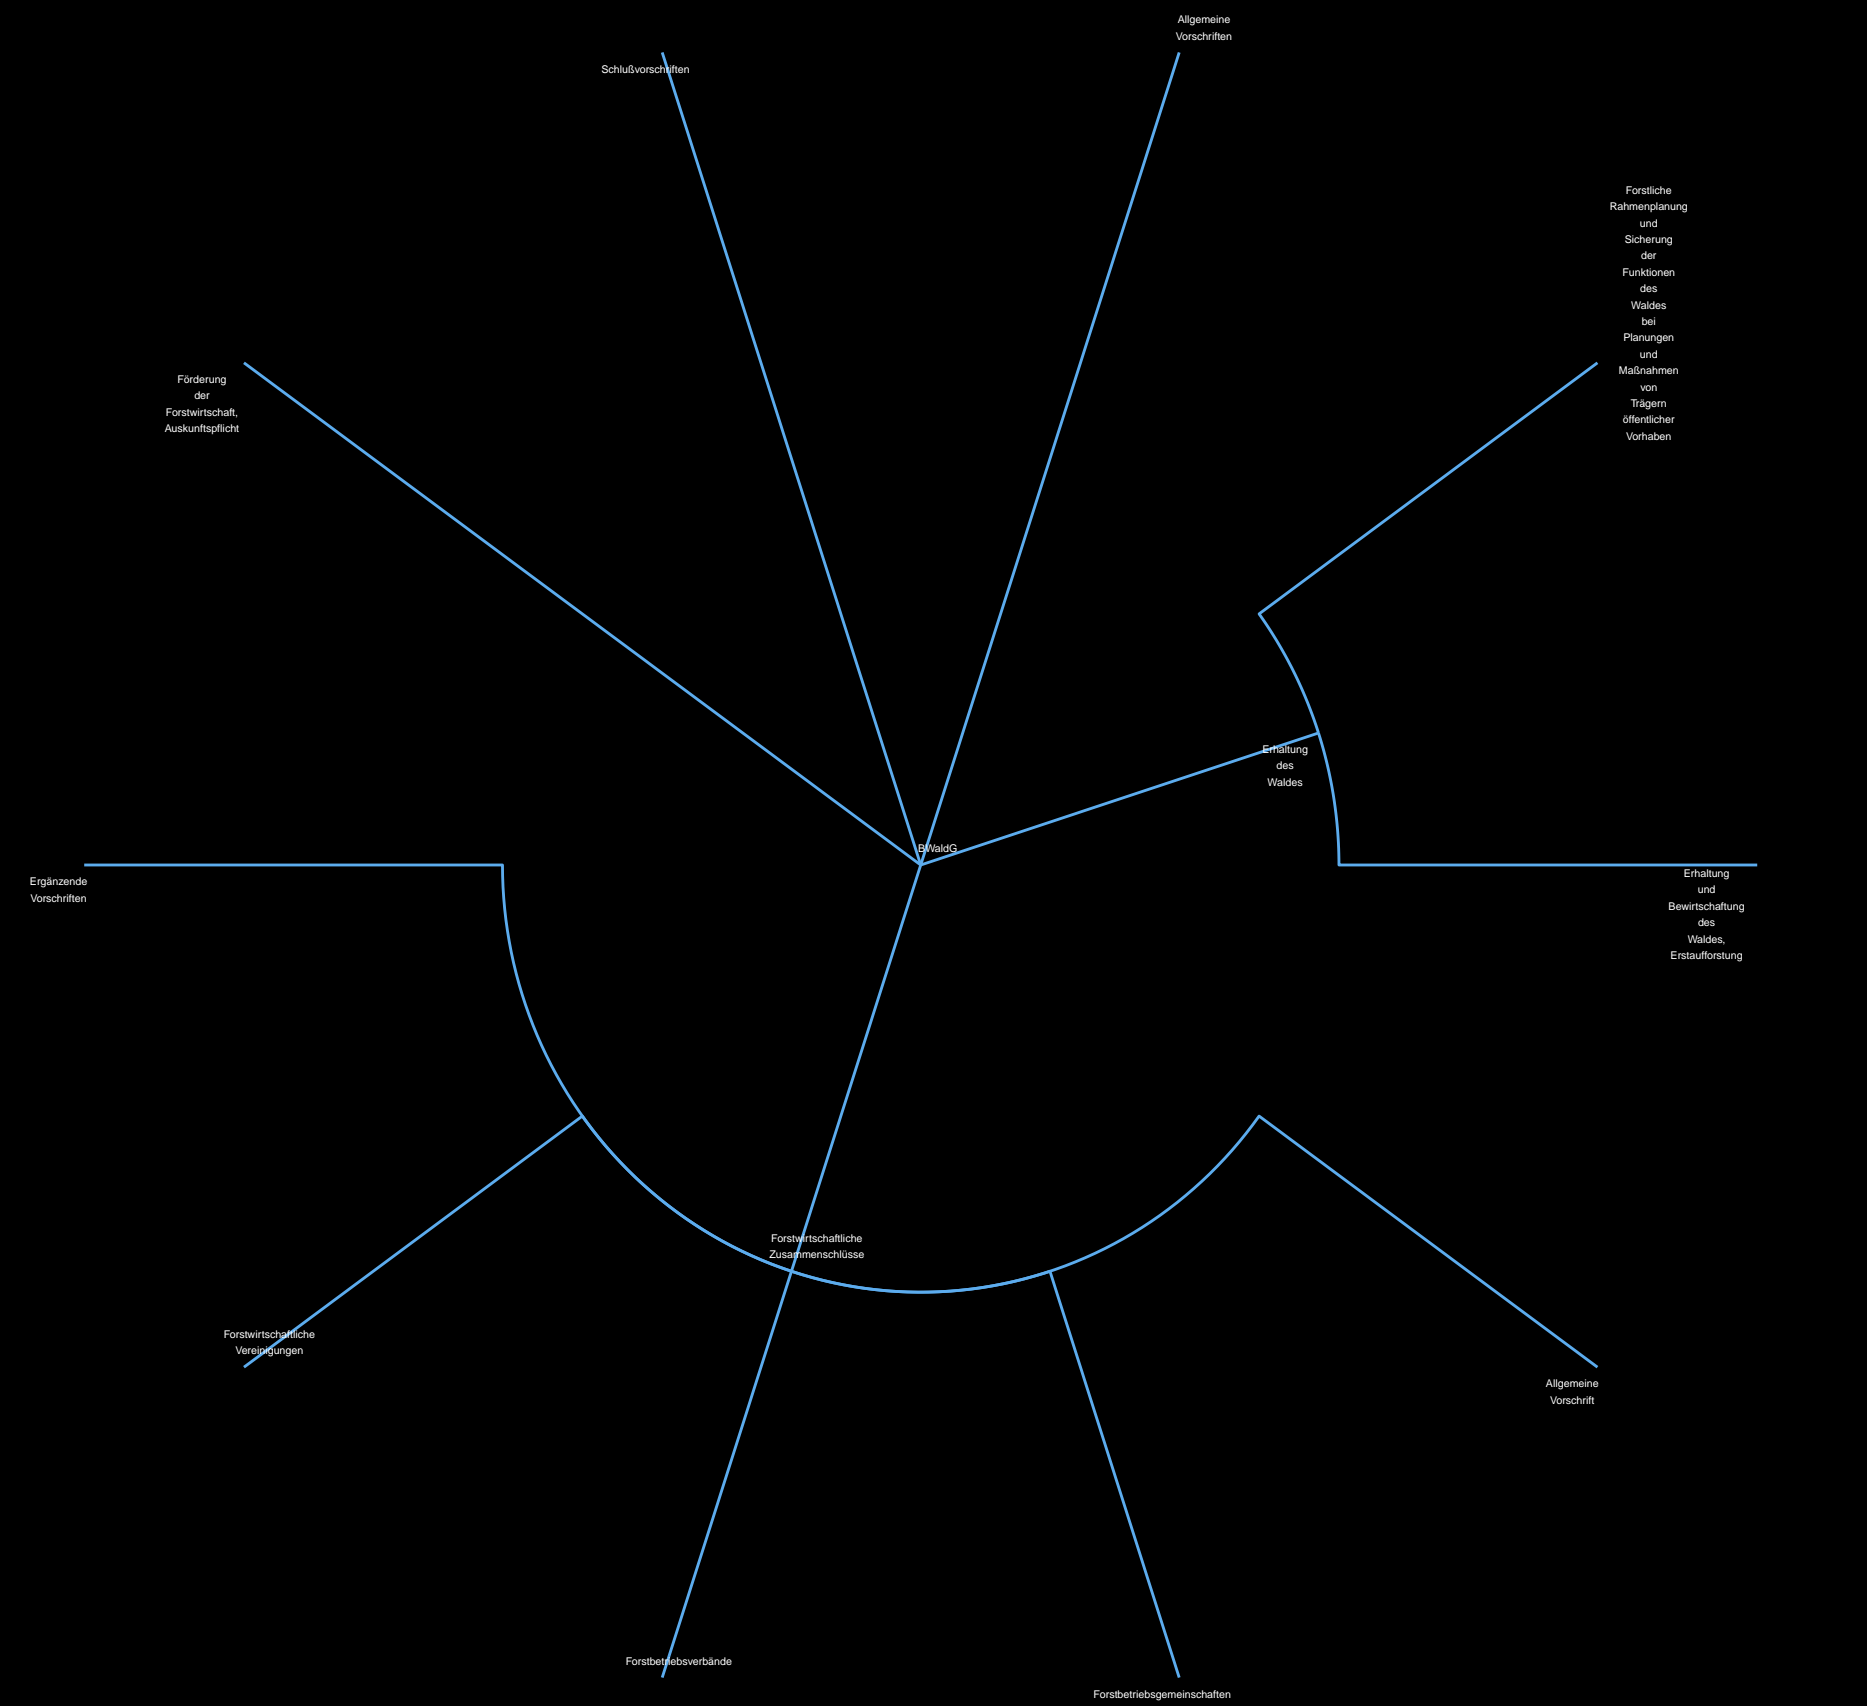 Allgemeine
Vorschriften
Schlußvorschriften
Forstliche
Rahmenplanung
und
Sicherung
der
Funktionen
des
Waldes
bei
Planungen
und
Maßnahmen
von
Trägern
öffentlicher
Vorhaben
Förderung
der
Forstwirtschaft,
Auskunftspflicht
Erhaltung
des
Waldes
BWaldG
Ergänzende
Vorschriften
Erhaltung
und
Bewirtschaftung
des
Waldes,
Erstaufforstung
Forstwirtschaftliche
Zusammenschlüsse
Forstwirtschaftliche
Vereinigungen
Allgemeine
Vorschrift
Forstbetriebsverbände
Forstbetriebsgemeinschaften